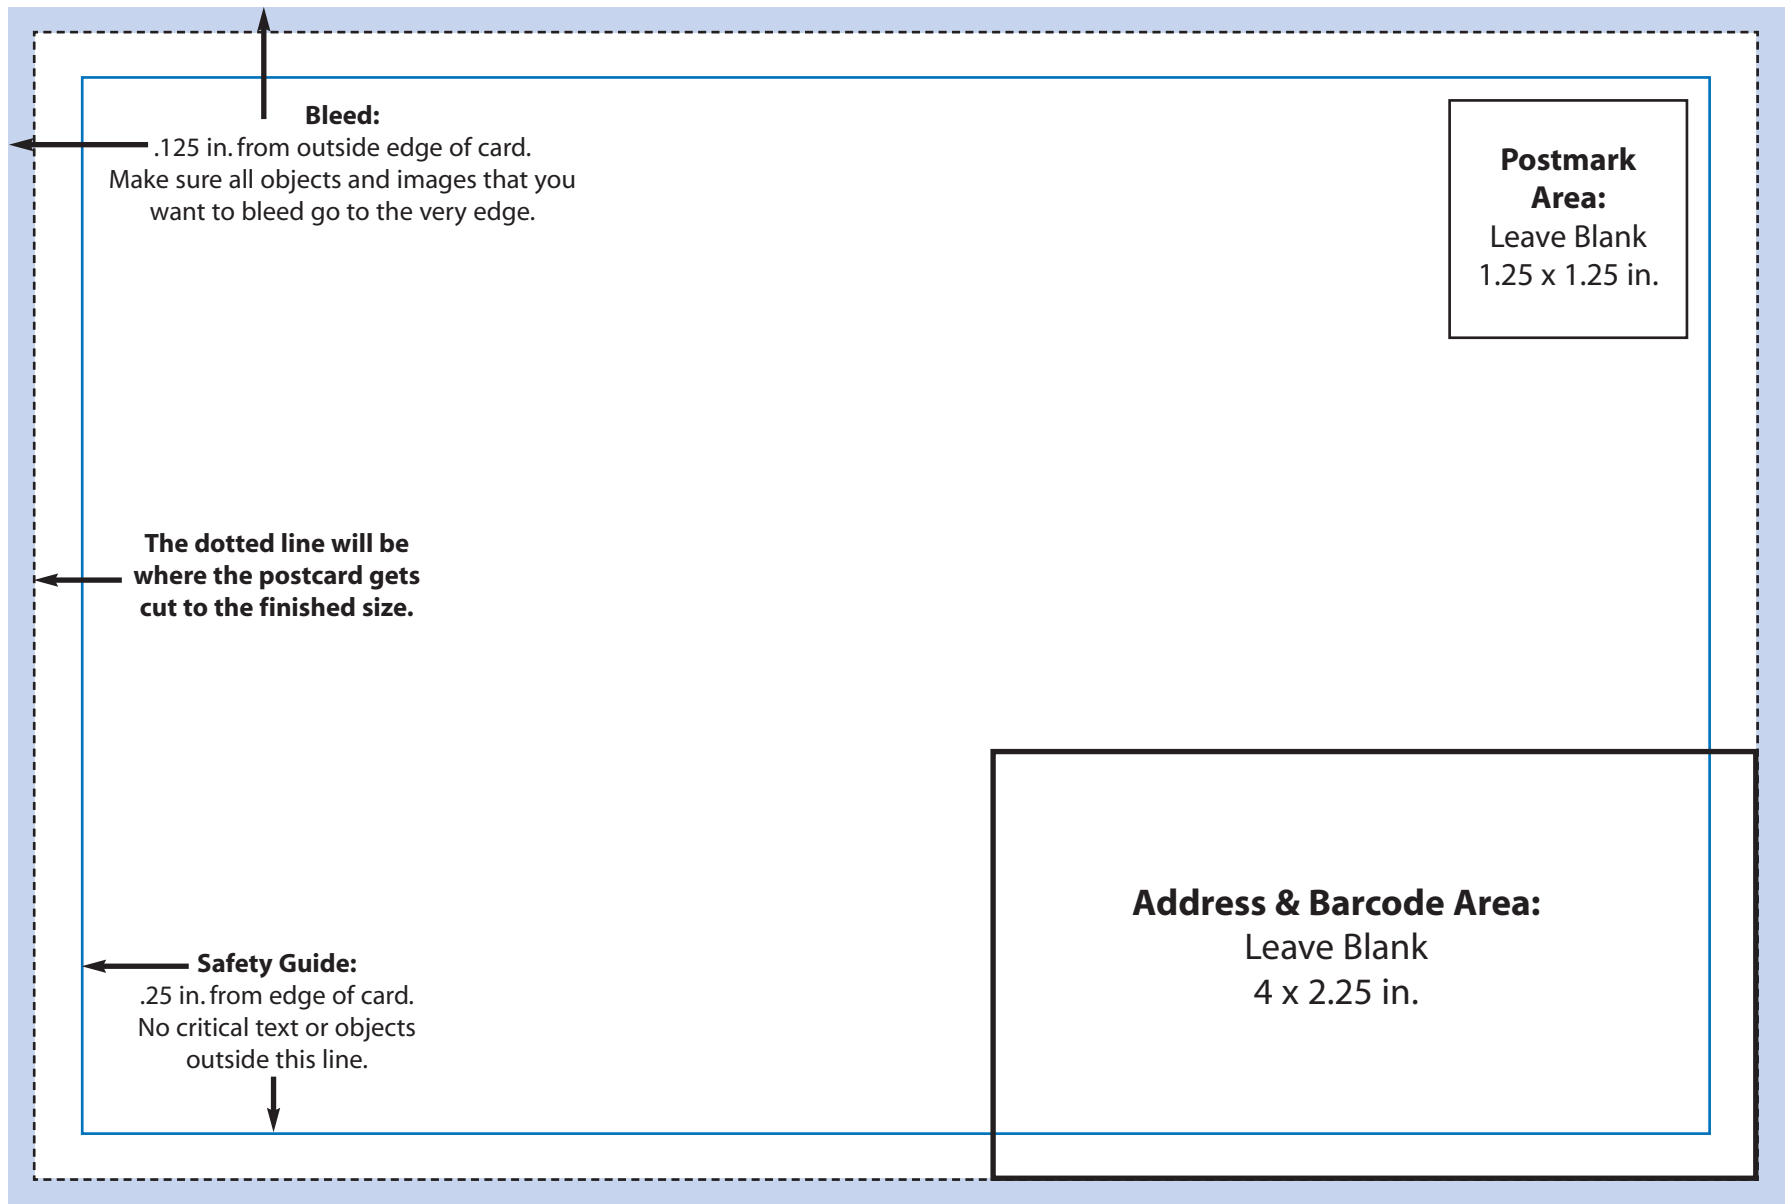 Bleed:
.125 in. from outside edge of card.
Make sure all objects and images that you
want to bleed go to the very edge.
Postmark
Area:
Leave Blank
1.25 x 1.25 in.
The dotted line will be
where the postcard gets
cut to the finished size.
Address & Barcode Area:
Leave Blank
4 x 2.25 in.
Safety Guide:
.25 in. from edge of card.
No critical text or objects
outside this line.